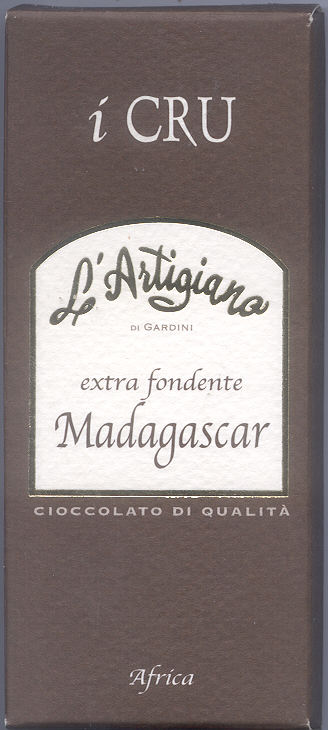 i CRU
L'Artigiano
DI GARDINI
extra fondente
Madagascar
CIOCCOLATO DI QUALITÀ
Africa